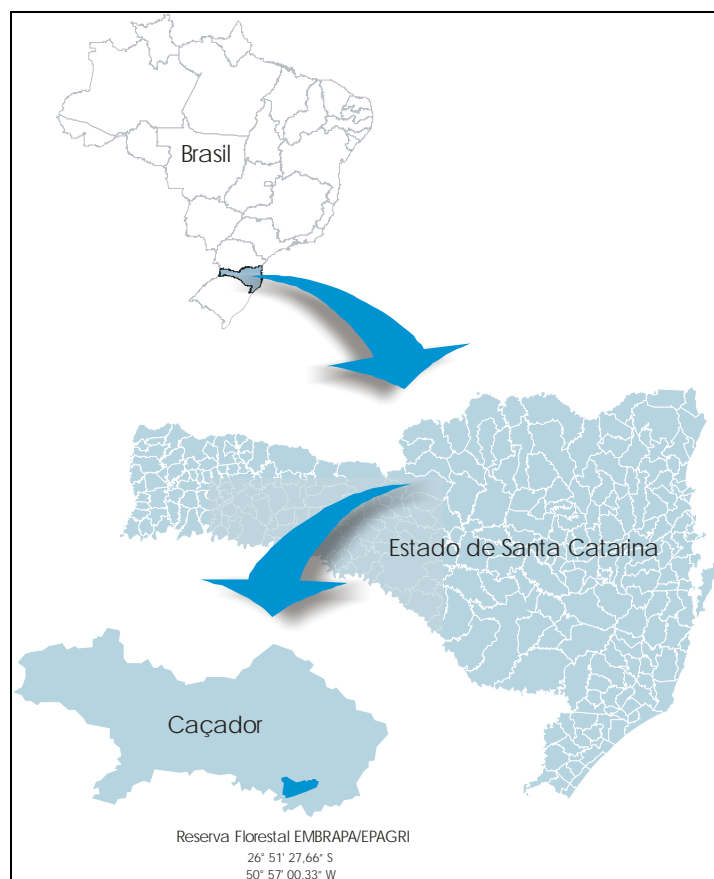 Brasil
Estado de Santa Catarina
Caçador
Reserva Florestal EMBRAPA/EPAGRI
26° 51' 27,66" S
50° 57' 00,33" W